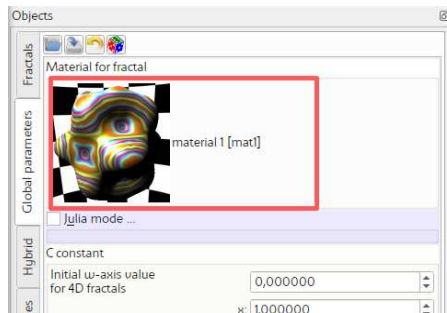 Objects
Fractals
Material for fractal
material 1 [mat1]
Global parameters
Julia mode ...
Hybrid
C constant
Initial w-axis value
for 4D fractals
0,000000
x: 1,000000
es